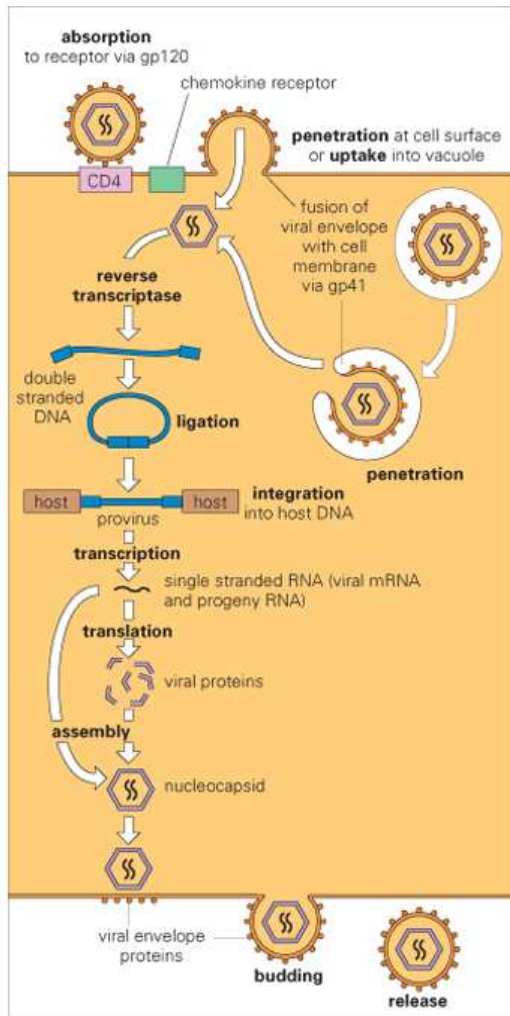 absorption
to receptor via gp120
chemokine receptor
penetration at cell surface
or uptake into vacuole
CD4
fusion of
viral envelope
with cell
membrane
via gp41
reverse
transcriptase
double
stranded
DNA
ligation
penetration
host
host
provirus
integration
into host DNA
transcription
single stranded RNA (viral mRNA
and progeny RNA)
translation
viral proteins
assembly
nucleocapsid
viral envelope
proteins
budding
release